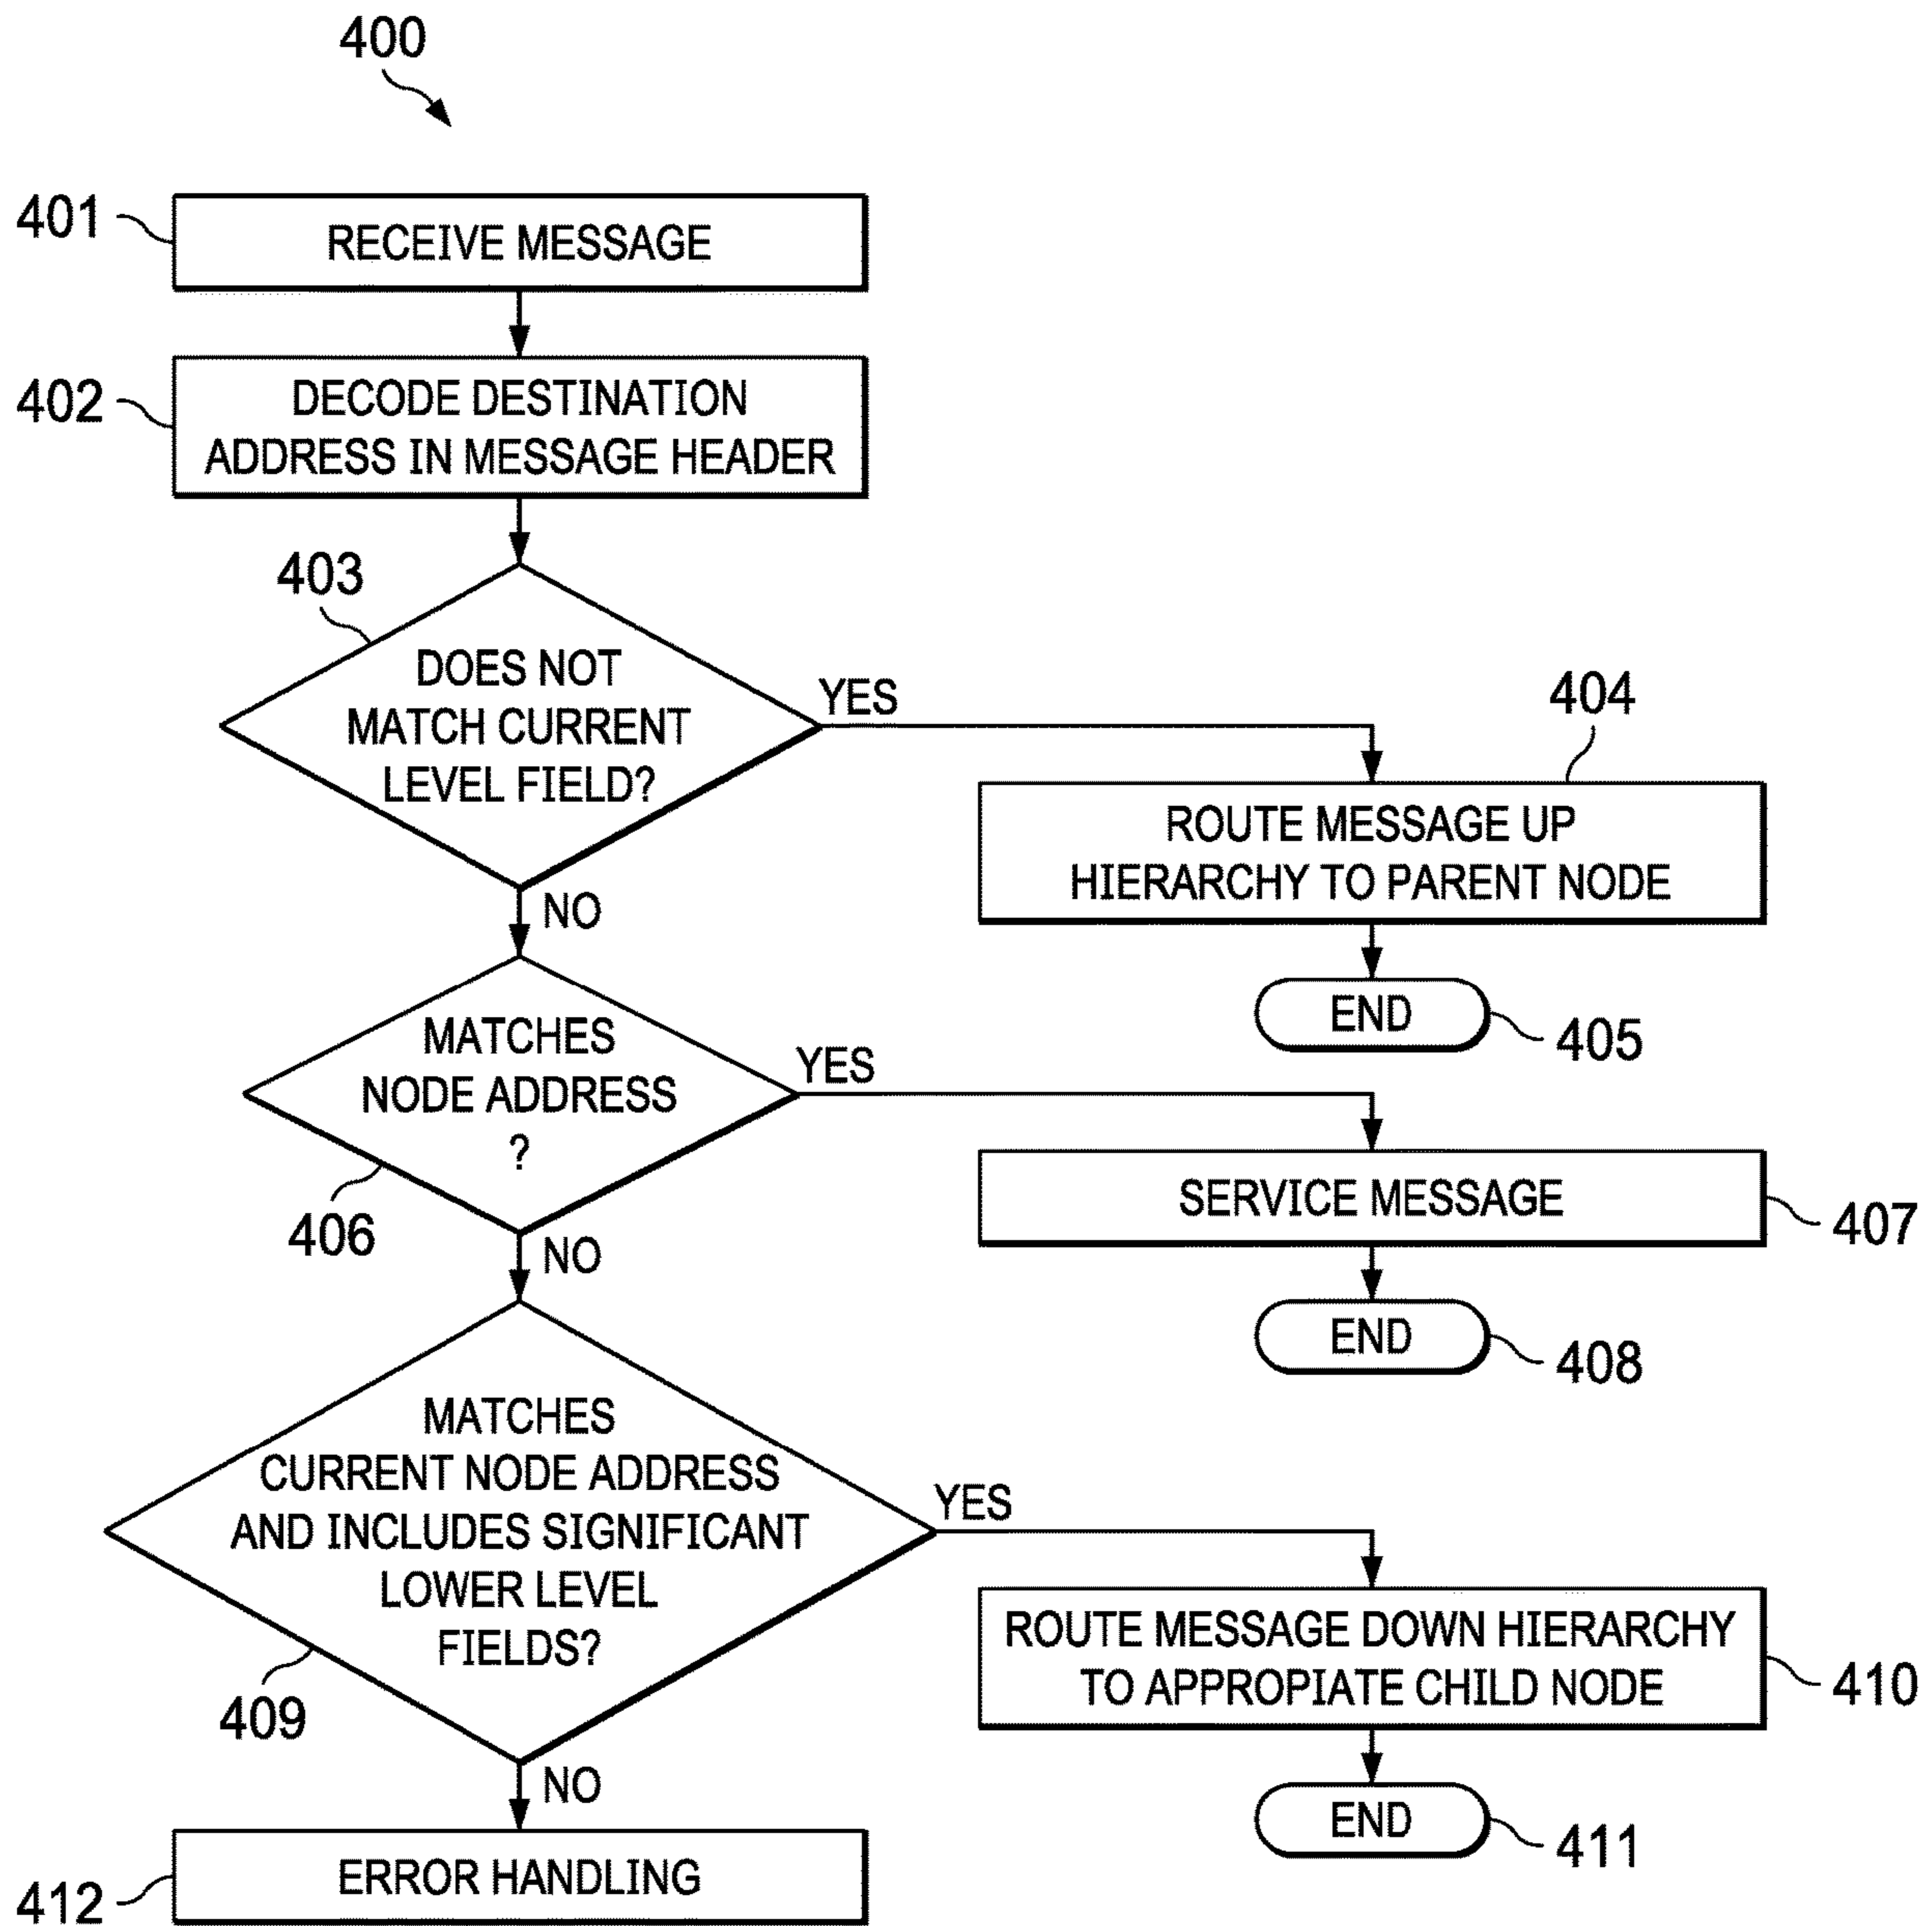 400
401
RECEIVE MESSAGE
402
DECODE DESTINATION
ADDRESS IN MESSAGE HEADER
403
DOES NOT
MATCH CURRENT
LEVEL FIELD?
YES
404
ROUTE MESSAGE UP
HIERARCHY TO PARENT NODE
NO
END
405
MATCHES
NODE ADDRESS
?
YES
406
SERVICE MESSAGE
407
NO
END
408
MATCHES
CURRENT NODE ADDRESS
AND INCLUDES SIGNIFICANT
LOWER LEVEL
FIELDS?
YES
409
ROUTE MESSAGE DOWN HIERARCHY
TO APPROPIATE CHILD NODE
410
NO
END
411
412
ERROR HANDLING